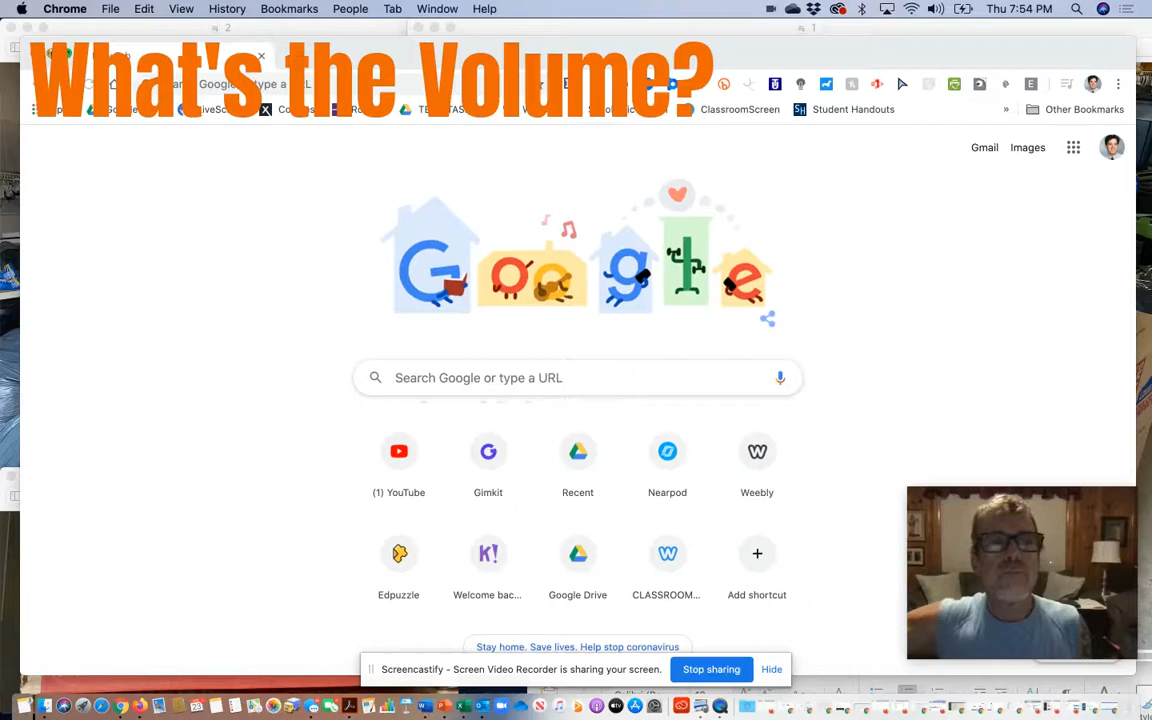 Chrome File Edit View History Bookmarks People Tab Window Help Thu 7:54 PM
2 1
What's the Volume?
ClassroomScreen Student Handouts » Other Bookmarks
Gmail Images
Google
Search Google or type a URL
(1) YouTube Gimkit Recent Nearpod Weebly
Edpuzzle Welcome bac... Google Drive CLASSROOM... Add shortcut
Stay home. Save lives. Help stop coronavirus
Screencastify - Screen Video Recorder is sharing your screen. Stop sharing Hide